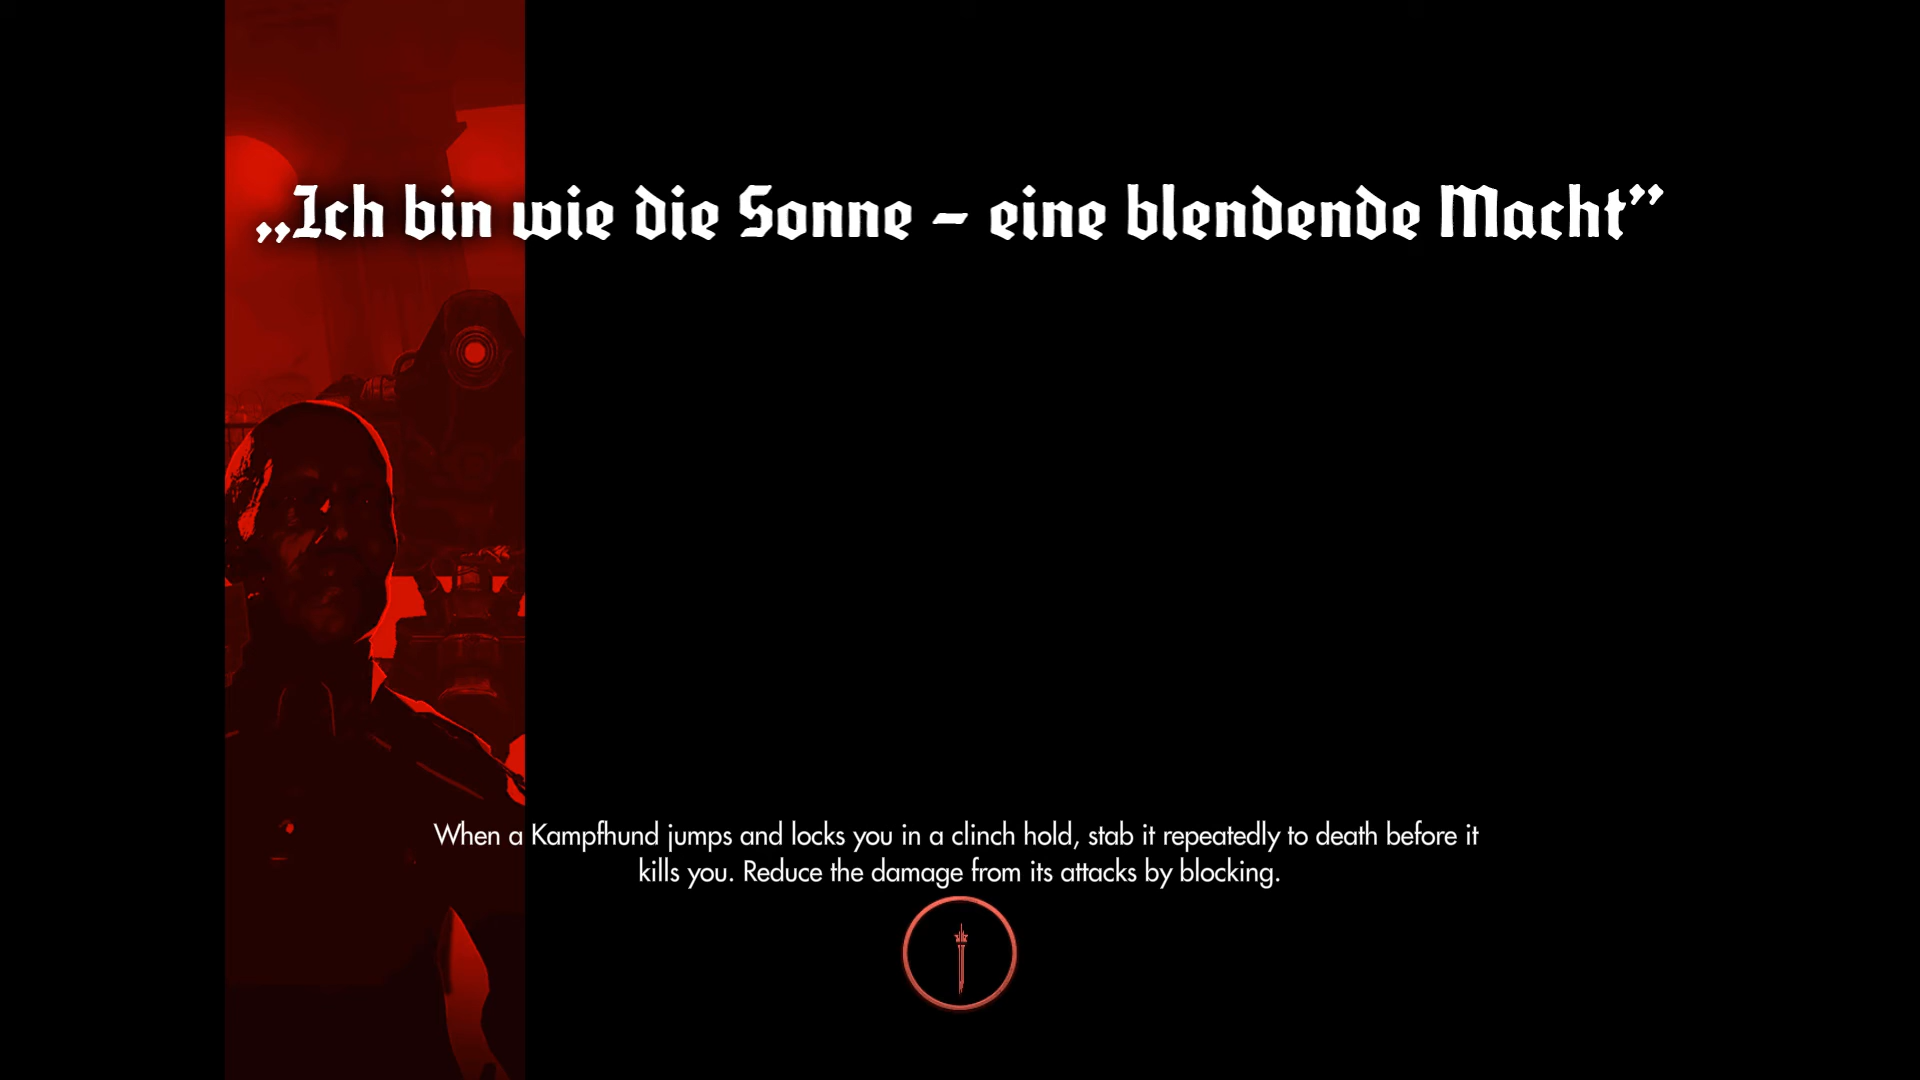 „Ich bin wie die Sonne – eine blendende Macht”
When a Kampfhund jumps and locks you in a clinch hold, stab it repeatedly to death before it
kills you. Reduce the damage from its attacks by blocking.